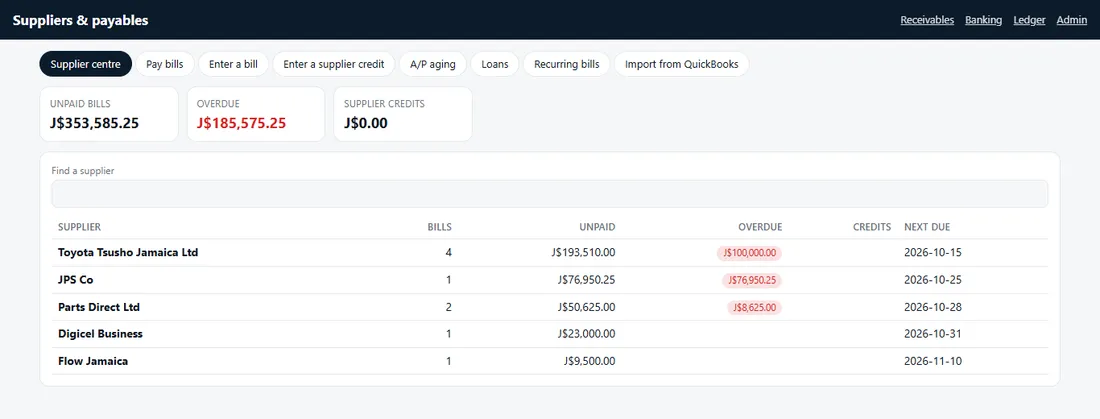 Suppliers & payables Receivables Banking Ledger Admin
Supplier centre Pay bills Enter a bill Enter a supplier credit A/P aging Loans Recurring bills Import from QuickBooks
UNPAID BILLS OVERDUE SUPPLIER CREDITS
J$353,585.25 J$185,575.25 J$0.00
Find a supplier
SUPPLIER BILLS UNPAID OVERDUE CREDITS NEXT DUE
Toyota Tsusho Jamaica Ltd 4 J$193,510.00 J$100,000.00 2026-10-15
JPS Co 1 J$76,950.25 J$76,950.25 2026-10-25
Parts Direct Ltd 2 J$50,625.00 J$8,625.00 2026-10-28
Digicel Business 1 J$23,000.00 2026-10-31
Flow Jamaica 1 J$9,500.00 2026-11-10